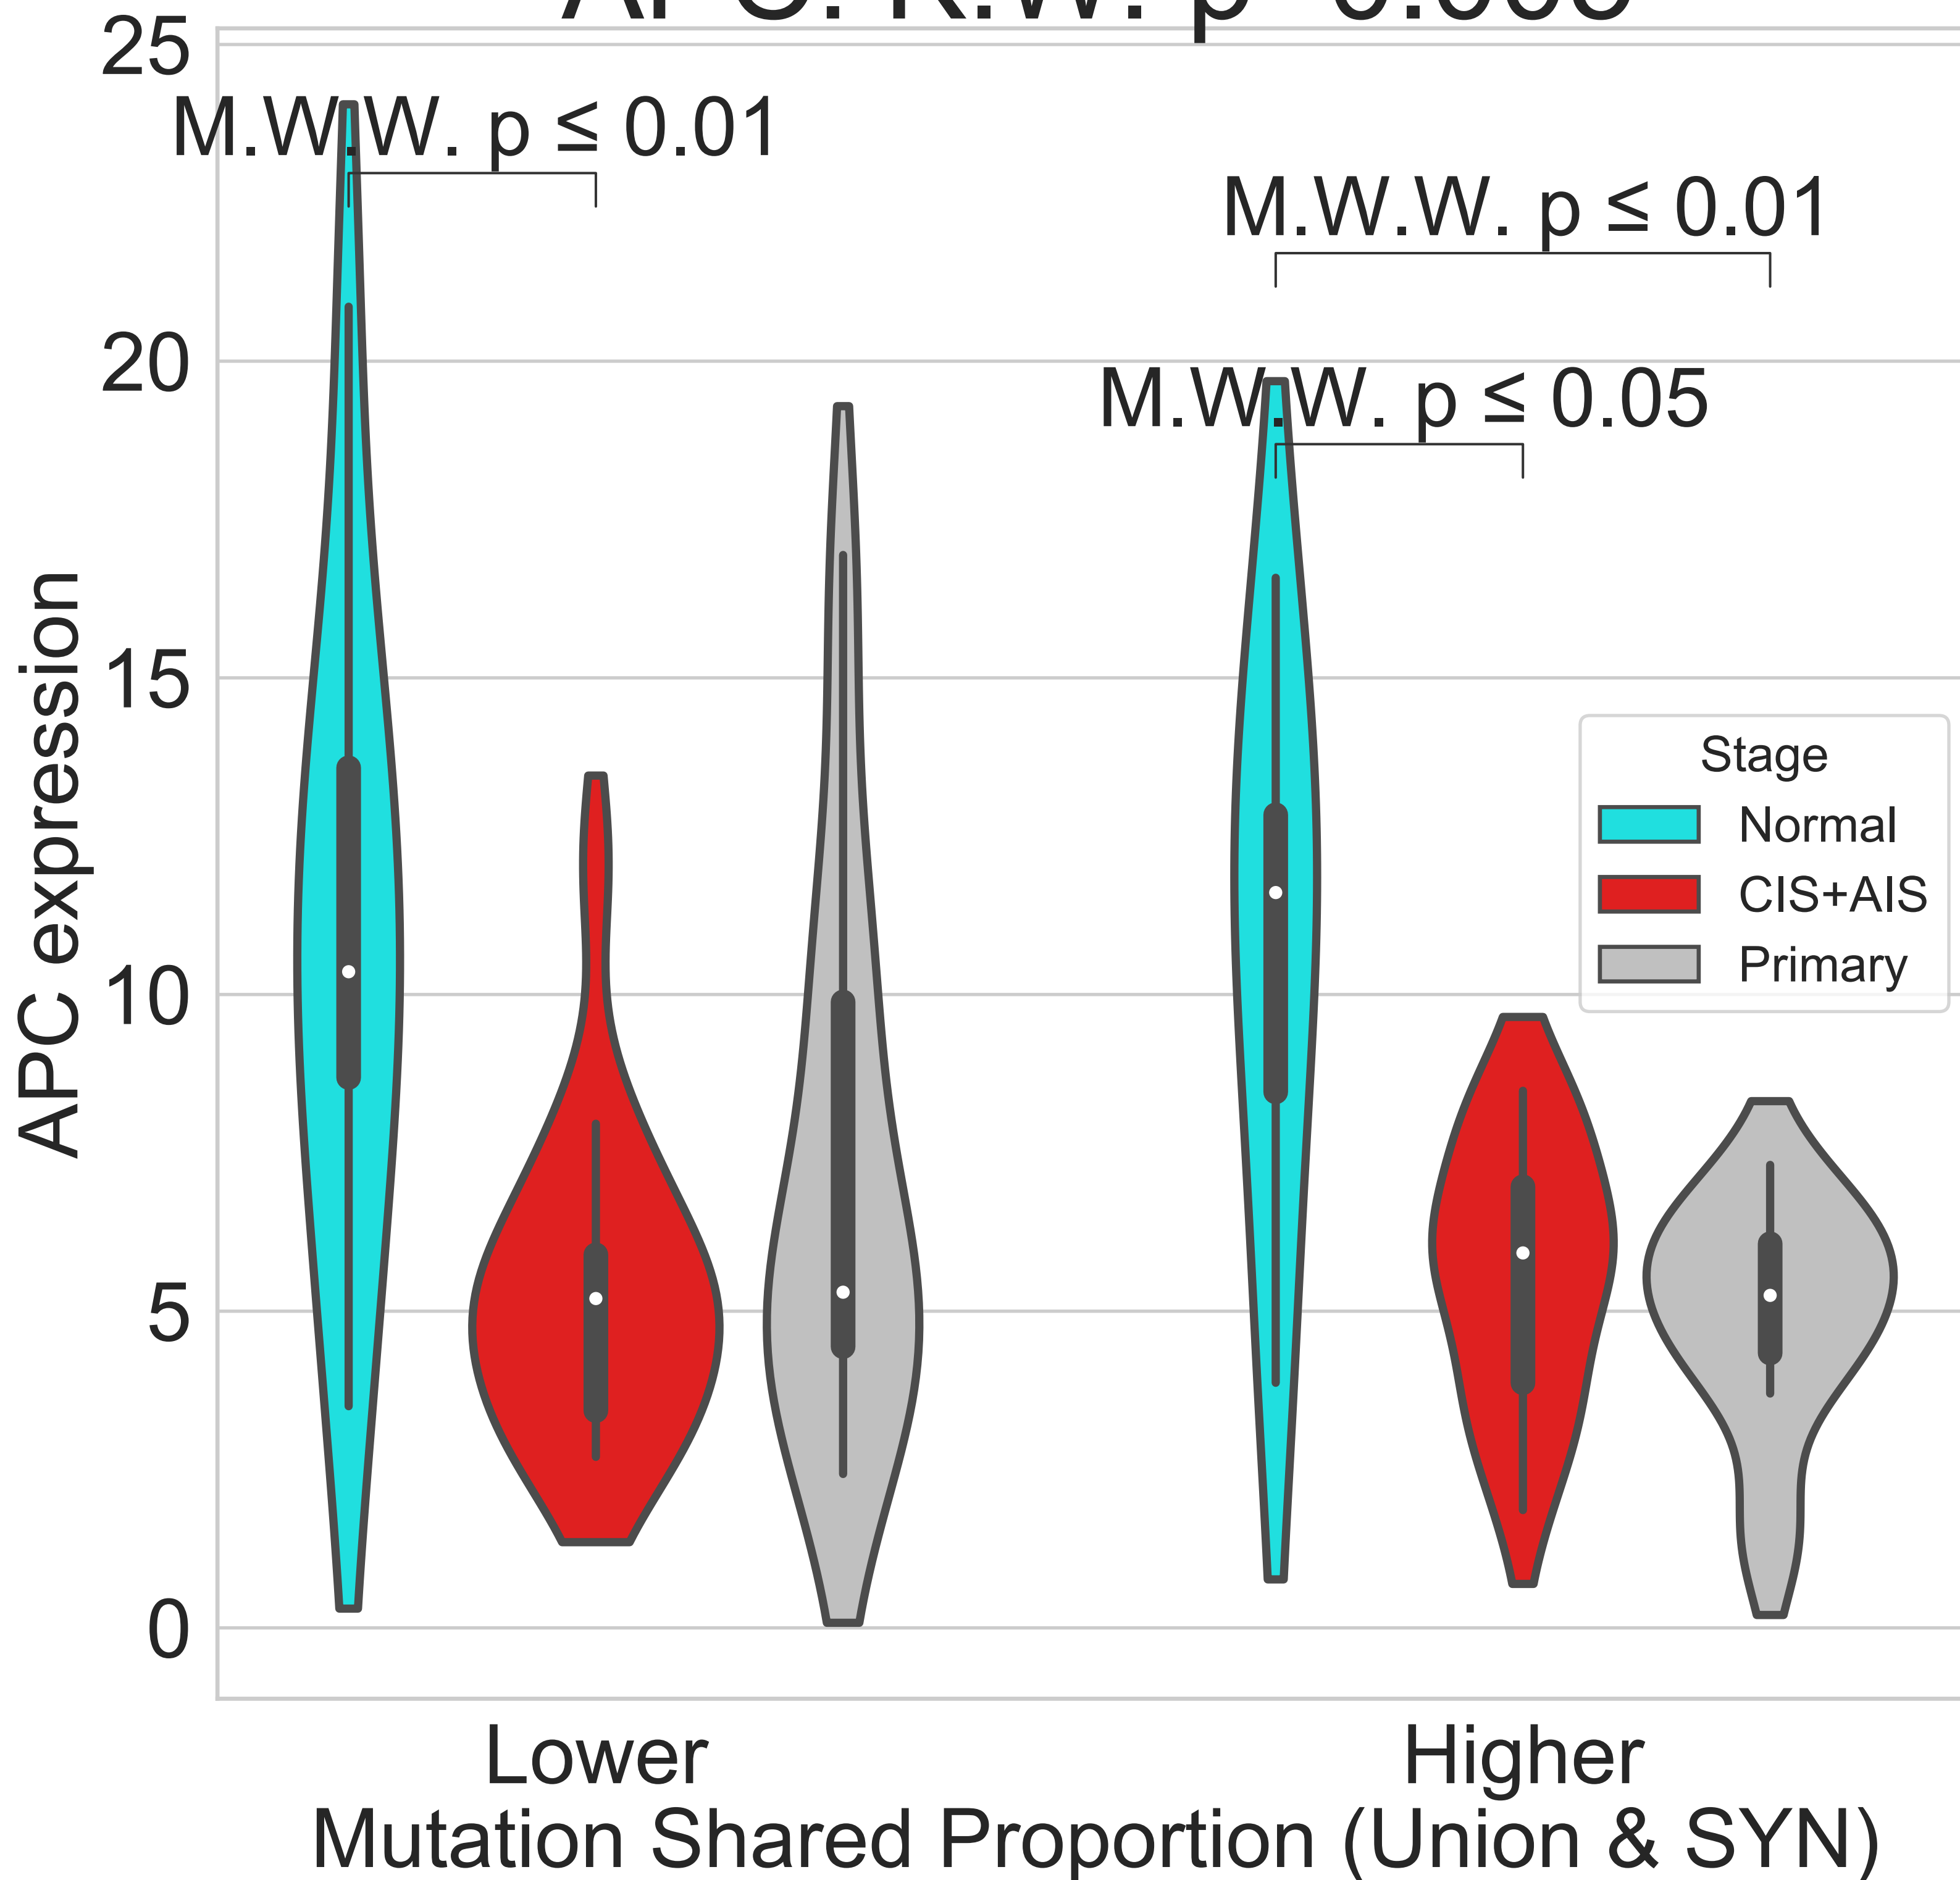 25
M.W.W. p ≤ 0.01
M.W.W. p ≤ 0.01
20
M.W.W. p ≤ 0.05
15
10
5
0
APC expression
Stage
Normal
CIS+AIS
Primary
Lower
Higher
Mutation Shared Proportion (Union & SYN)